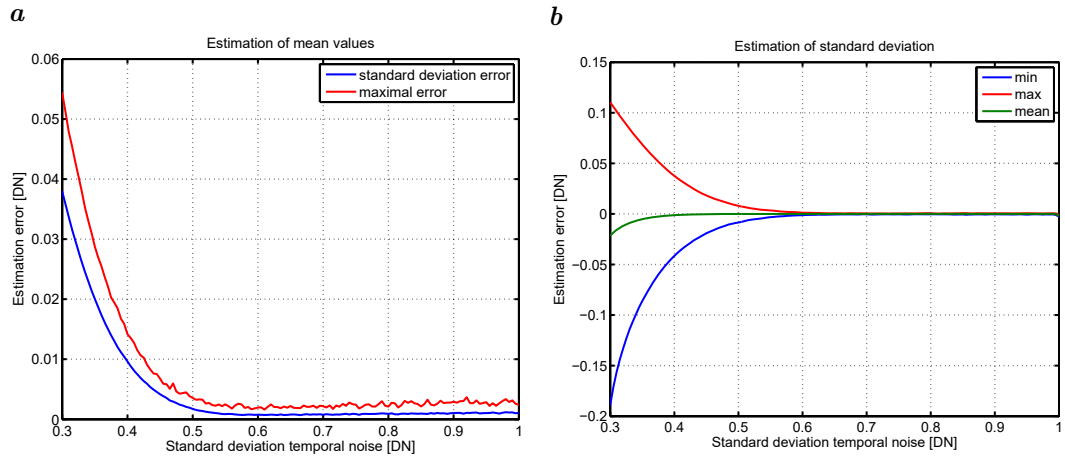 a
Estimation of mean values
0.06
0.05
0.04
0.03
0.02
0.01
0
Estimation error [DN]
standard deviation error
maximal error
0.3 0.4 0.5 0.6 0.7 0.8 0.9 1
Standard deviation temporal noise [DN]
b
Estimation of standard deviation
0.15
0.1
0.05
0
−0.05
−0.1
−0.15
−0.2
Estimation error [DN]
min
max
mean
0.3 0.4 0.5 0.6 0.7 0.8 0.9 1
Standard deviation temporal noise [DN]